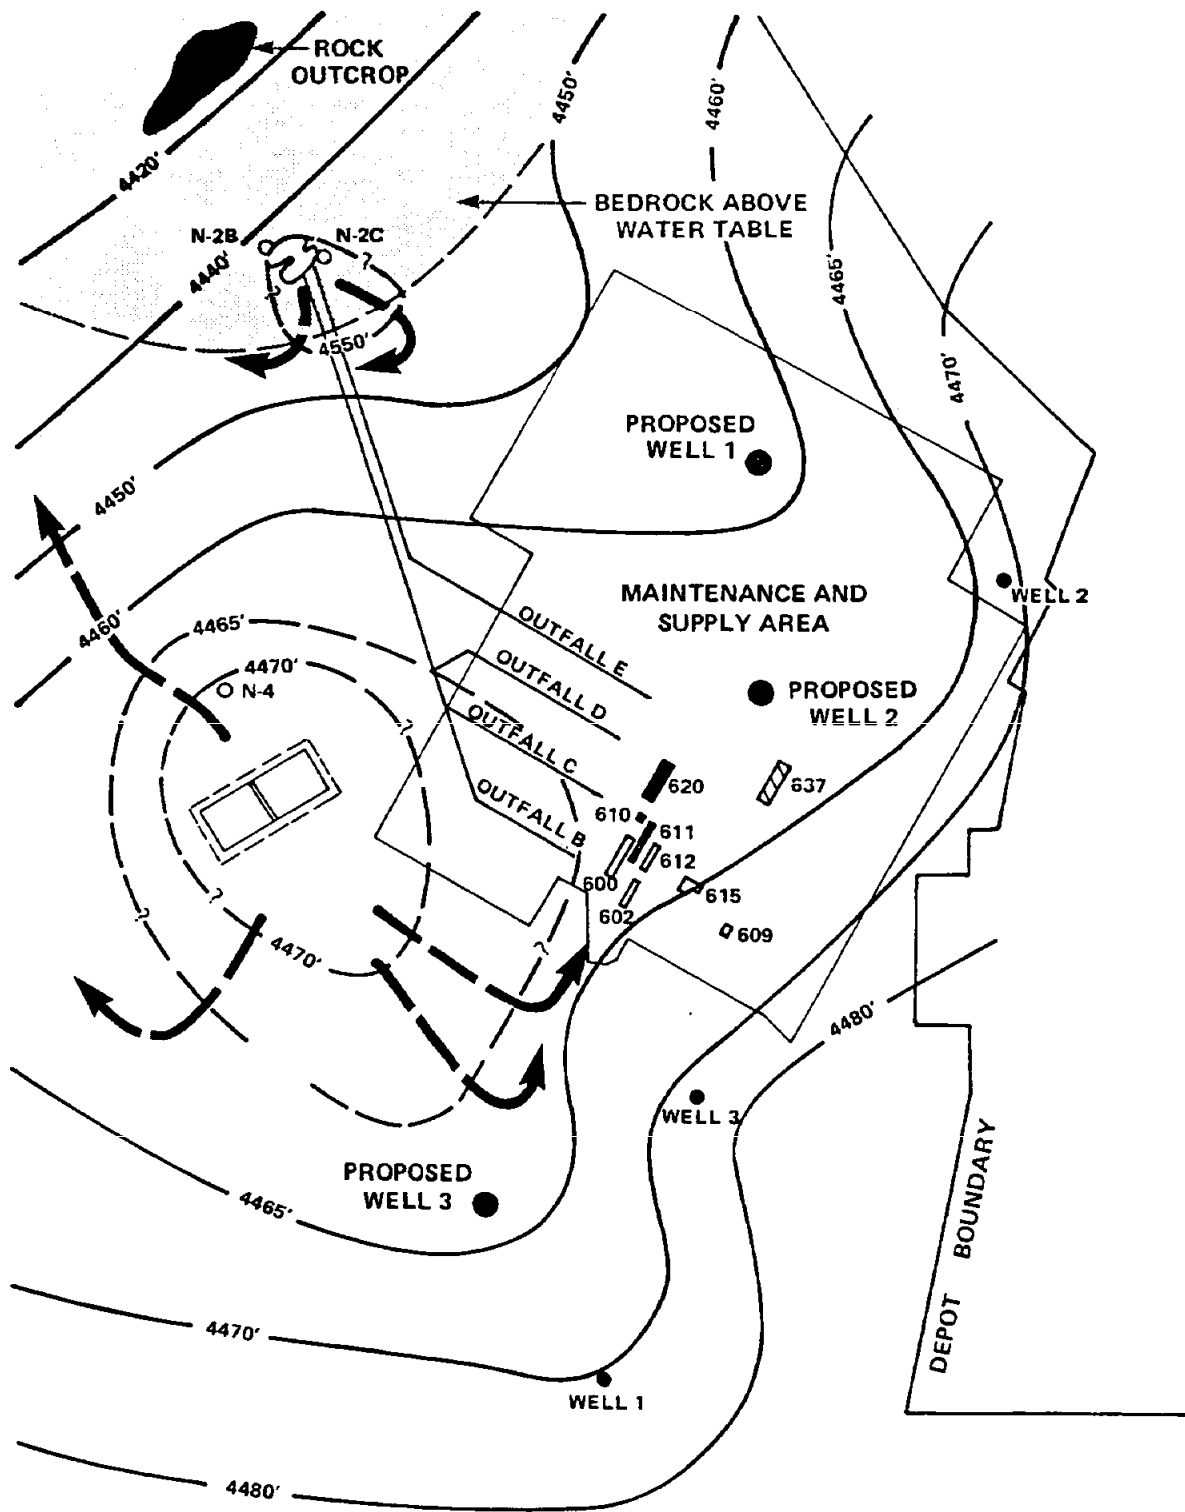 ROCK
OUTCROP
4450'
4460'
4420'
BEDROCK ABOVE
WATER TABLE
N-2B
N-2C
?
4440'
4465'
?
4550'
4470'
PROPOSED
WELL 1
4450'
MAINTENANCE AND
SUPPLY AREA
WELL 2
OUTFALL E
4460'
4465'
4470'
N-4
OUTFALL D
PROPOSED
WELL 2
?
OUTFALL C
620
637
OUTFALL B
610
611
612
600
615
602
609
?
?
4470'
?
4480'
WELL 3
PROPOSED
WELL 3
4465'
DEPOT BOUNDARY
4470'
WELL 1
4480'